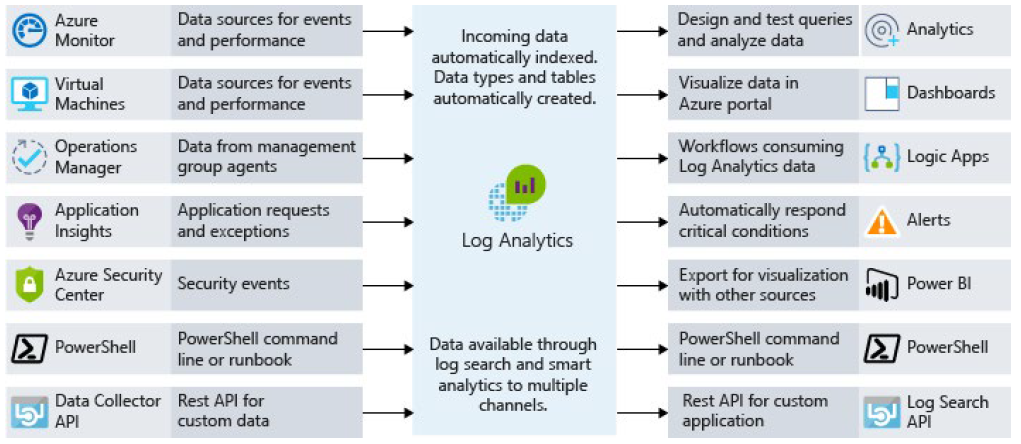 Azure
Monitor
Data sources for events
and performance
Virtual
Machines
Data sources for events
and performance
Operations
Manager
Data from management
group agents
Application
Insights
Application requests
and exceptions
Azure Security
Center
Security events
PowerShell
PowerShell command
line or runbook
Data Collector
API
Rest API for
custom data
Incoming data
automatically indexed.
Data types and tables
automatically created.
Log Analytics
Data available through
log search and smart
analytics to multiple
channels.
Design and test queries
and analyze data
Analytics
Visualize data in
Azure portal
Dashboards
Workflows consuming
Log Analytics data
Logic Apps
Automatically respond
critical conditions
Alerts
Export for visualization
with other sources
Power BI
PowerShell command
line or runbook
PowerShell
Rest API for custom
application
Log Search
API